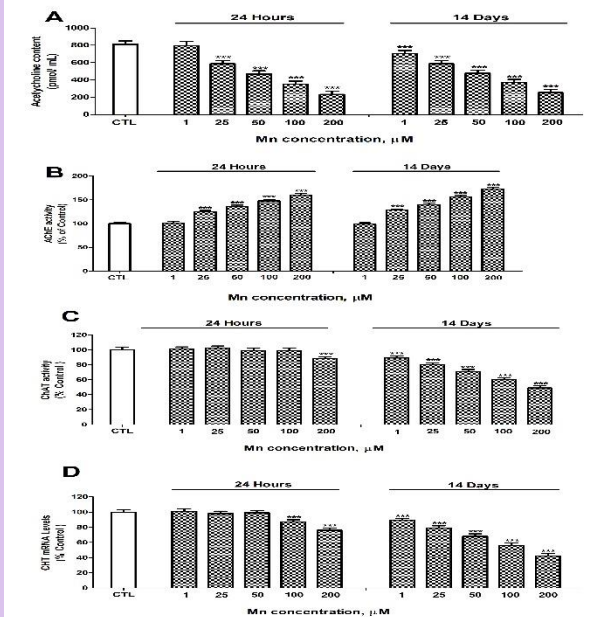 A
24 Hours 14 Days
Acetylcholine content
(pmol/ mL)
1000
800
600
400
200
0
*** *** *** *** *** *** *** *** ***
CTL 1 25 50 100 200 1 25 50 100 200
Mn concentration, µM
B
24 Hours 14 Days
AChE activity
(% of Control)
200
150
100
50
0
*** *** *** *** *** *** *** ***
CTL 1 25 50 100 200 1 25 50 100 200
Mn concentration, µM
C
24 Hours 14 Days
ChAT activity
(% Control)
120
100
80
60
40
20
0
*** *** *** *** *** ***
CTL 1 25 50 100 200 1 25 50 100 200
Mn concentration, µM
D
24 Hours 14 Days
CHT mRNA Levels
(% Control)
120
100
80
60
40
20
0
*** *** *** *** *** *** ***
CTL 1 25 50 100 200 1 25 50 100 200
Mn concentration, µM